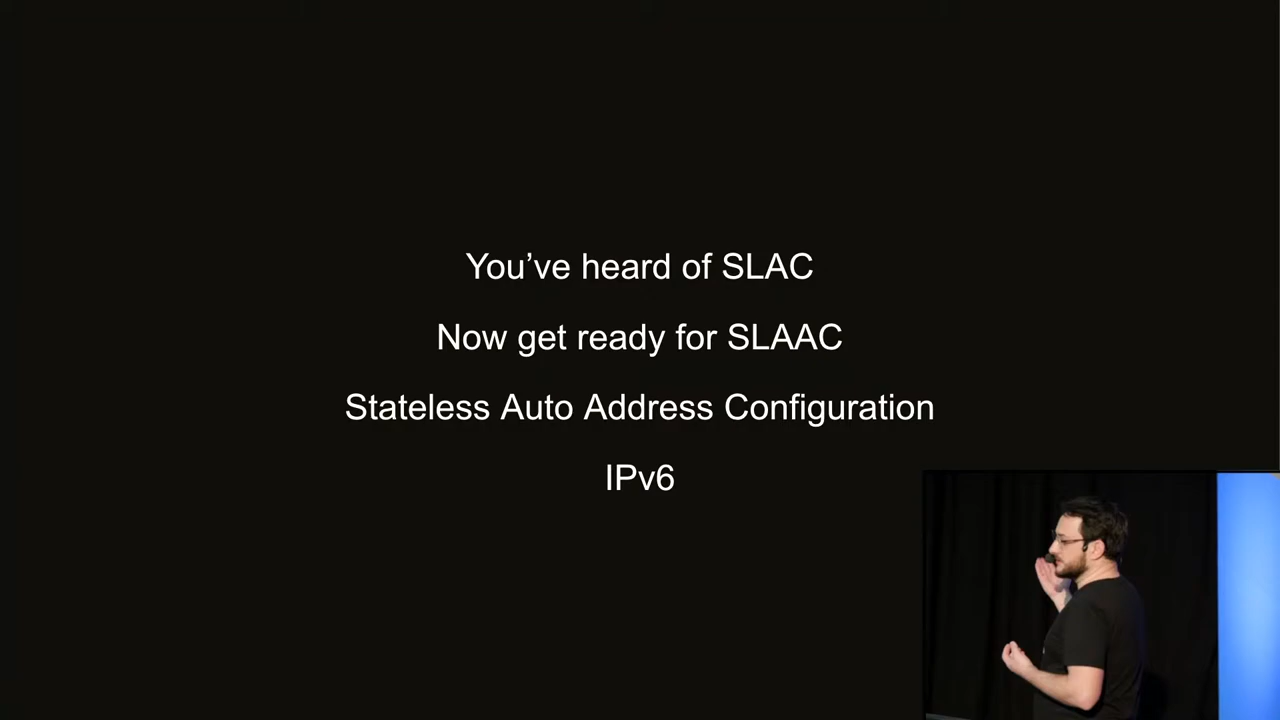 You’ve heard of SLAC
Now get ready for SLAAC
Stateless Auto Address Configuration
IPv6